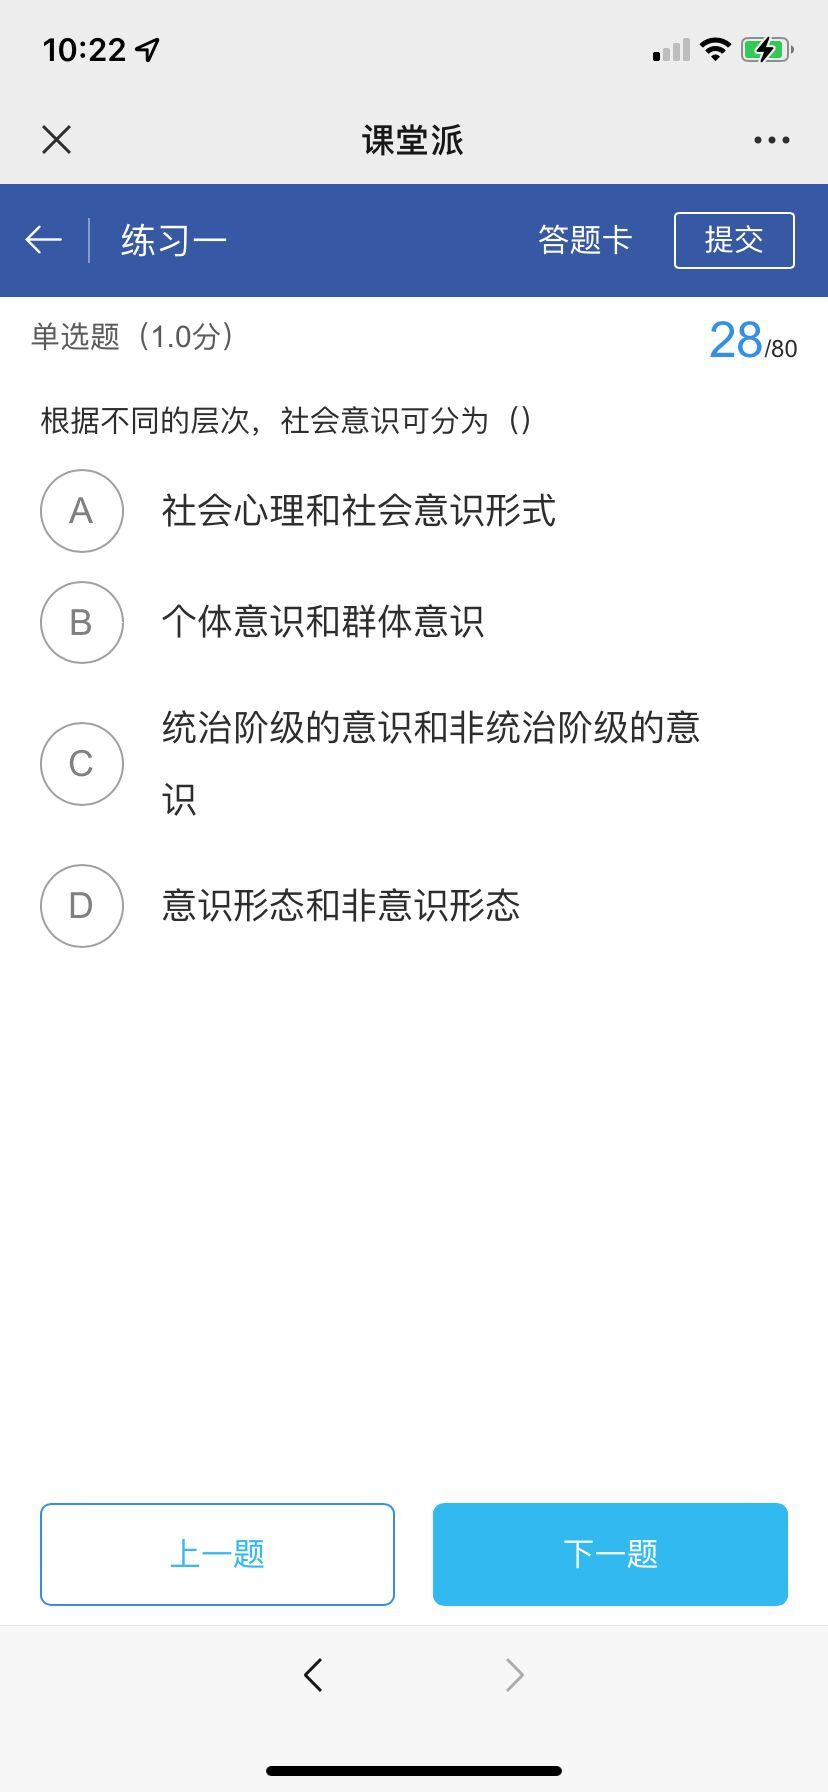 10:22
课堂派
练习一
答题卡
提交
单选题（1.0分）
28/80
根据不同的层次，社会意识可分为（）
A 社会心理和社会意识形式
B 个体意识和群体意识
C 统治阶级的意识和非统治阶级的意
识
D 意识形态和非意识形态
上一题
下一题